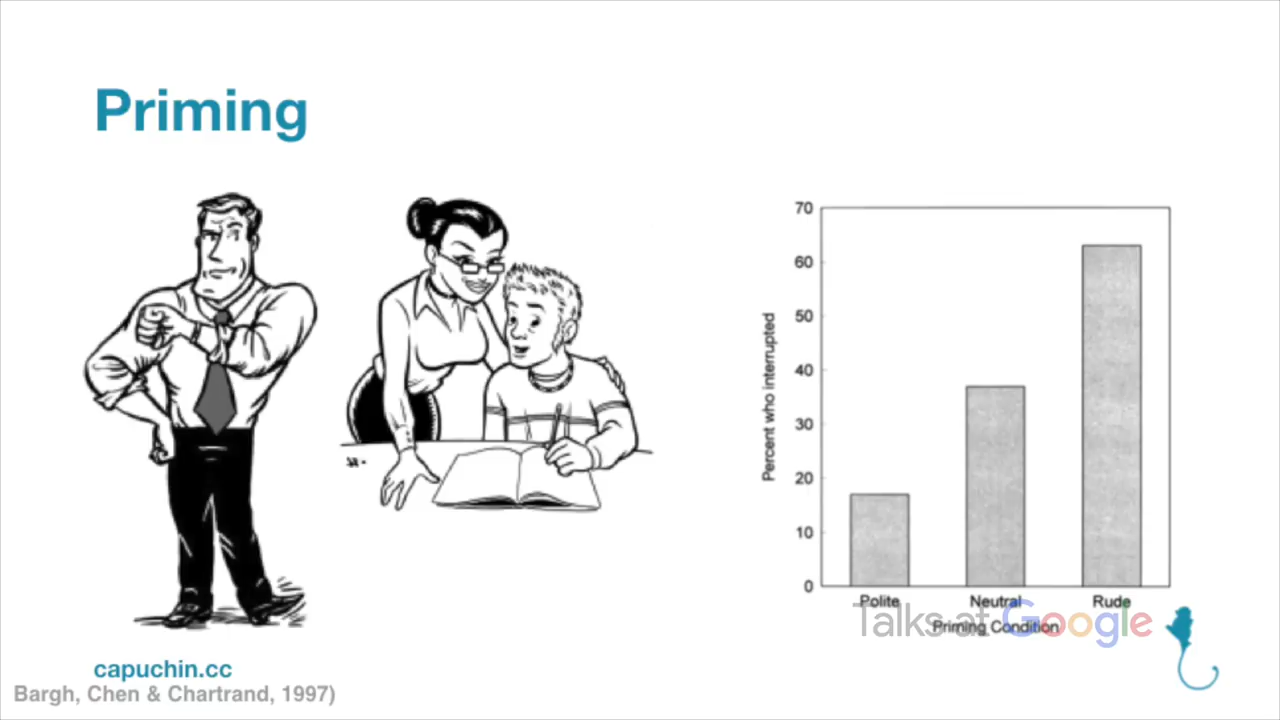 Priming
70
60
50
40
30
20
10
0
Percent who interrupted
Polite
Neutral
Rude
Priming Condition
Talks at Google
capuchin.cc
Bargh, Chen & Chartrand, 1997)